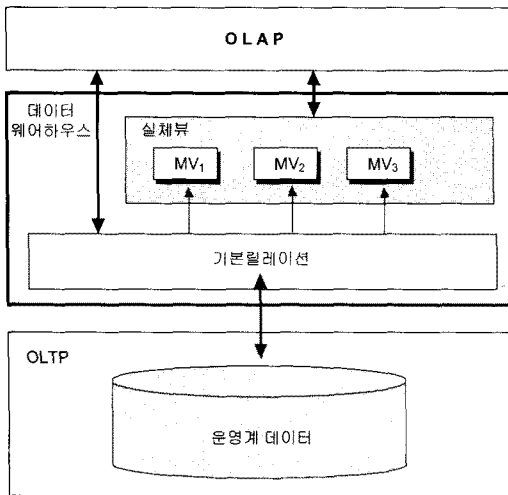 OLAP
데이터
웨어하우스
실체뷰
MV₁
MV₂
MV₃
기본릴레이션
OLTP
운영계 데이터